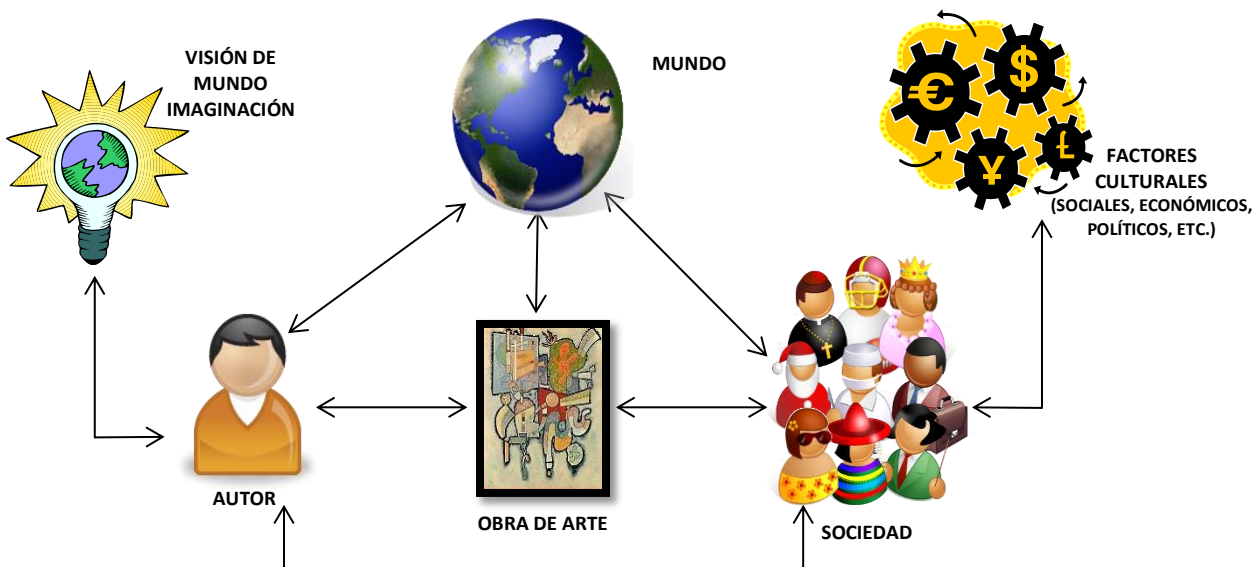 VISIÓN DE
MUNDO
IMAGINACIÓN
MUNDO
€
$
¥
£
FACTORES
CULTURALES
(SOCIALES, ECONÓMICOS,
POLÍTICOS, ETC.)
AUTOR
OBRA DE ARTE
SOCIEDAD